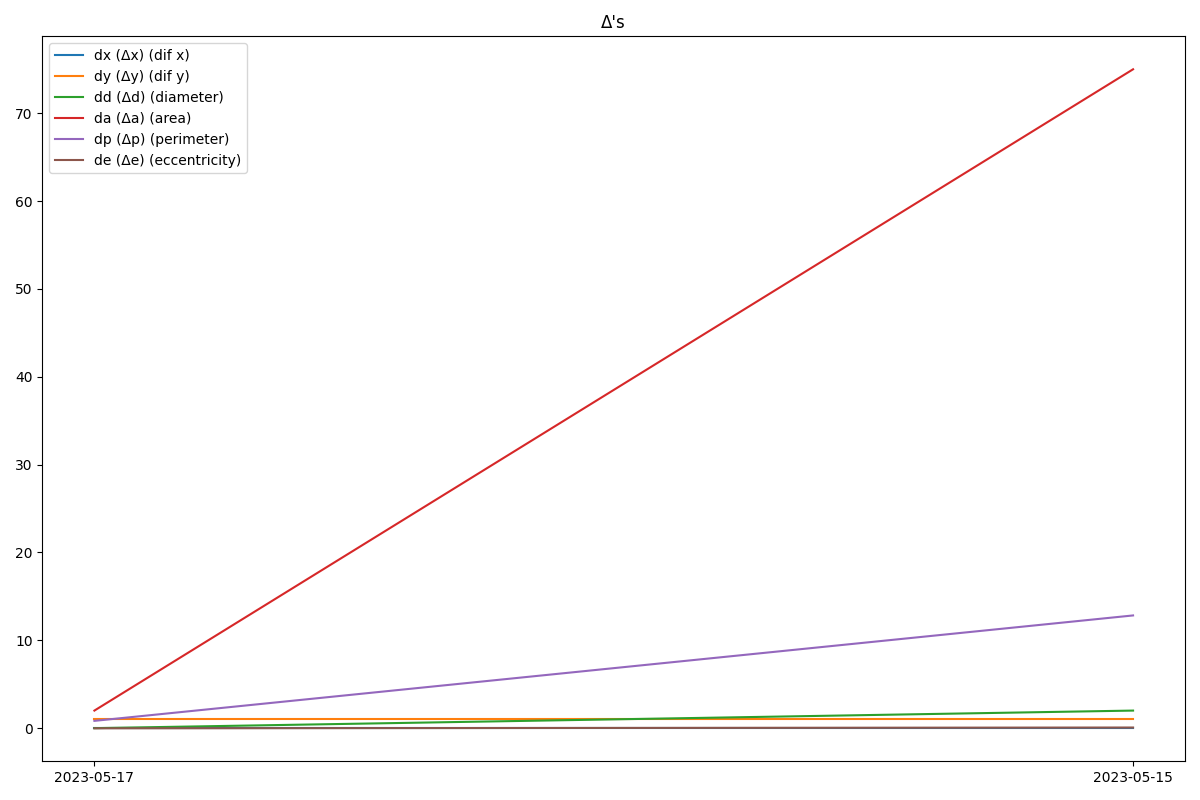 Δ's
dx (Δx) (dif x)
dy (Δy) (dif y)
dd (Δd) (diameter)
da (Δa) (area)
dp (Δp) (perimeter)
de (Δe) (eccentricity)
70
60
50
40
30
20
10
0
2023-05-17 2023-05-15